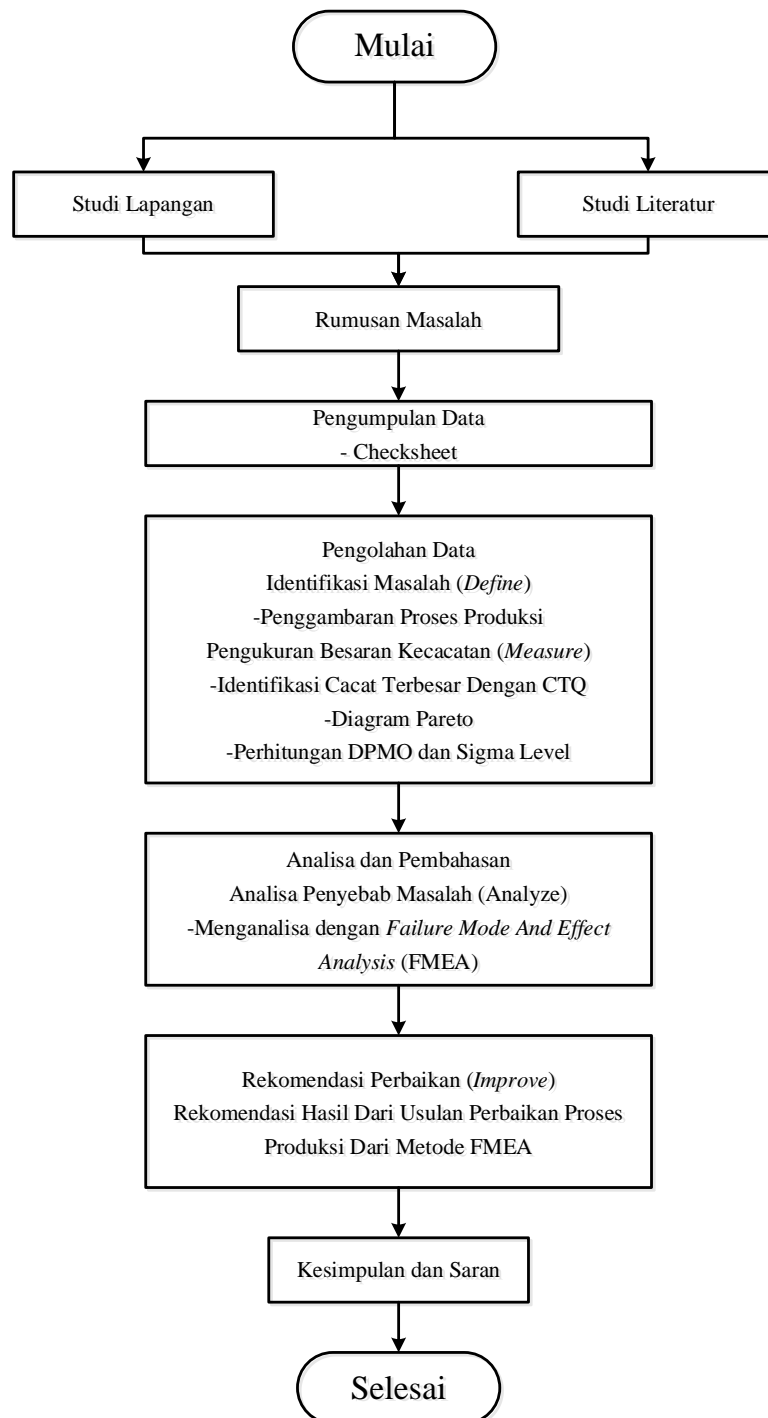 Mulai
Studi Lapangan
Studi Literatur
Rumusan Masalah
Pengumpulan Data
- Checksheet
Pengolahan Data
Identifikasi Masalah (Define)
-Penggambaran Proses Produksi
Pengukuran Besaran Kecacatan (Measure)
-Identifikasi Cacat Terbesar Dengan CTQ
-Diagram Pareto
-Perhitungan DPMO dan Sigma Level
Analisa dan Pembahasan
Analisa Penyebab Masalah (Analyze)
-Menganalisa dengan Failure Mode And Effect
Analysis (FMEA)
Rekomendasi Perbaikan (Improve)
Rekomendasi Hasil Dari Usulan Perbaikan Proses
Produksi Dari Metode FMEA
Kesimpulan dan Saran
Selesai